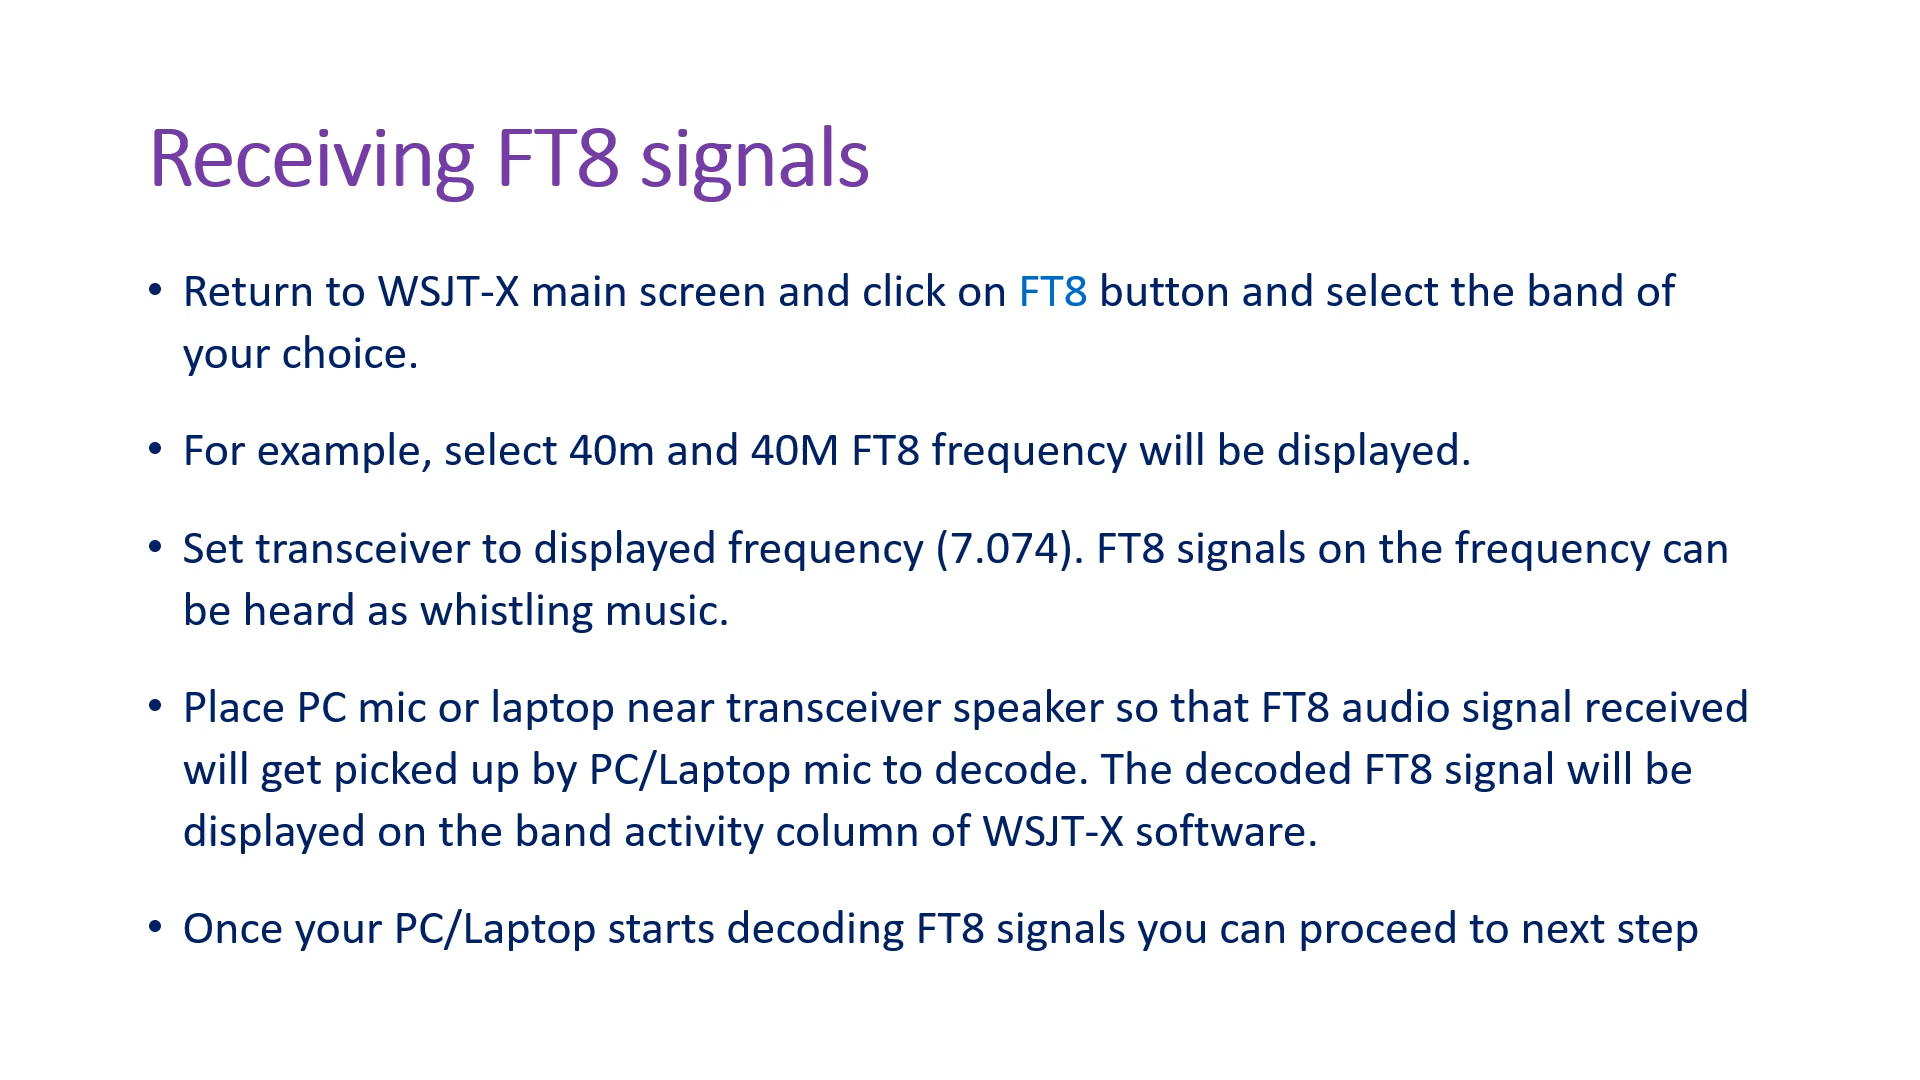 Receiving FT8 signals
• Return to WSJT-X main screen and click on FT8 button and select the band of
your choice.
• For example, select 40m and 40M FT8 frequency will be displayed.
• Set transceiver to displayed frequency (7.074). FT8 signals on the frequency can
be heard as whistling music.
• Place PC mic or laptop near transceiver speaker so that FT8 audio signal received
will get picked up by PC/Laptop mic to decode. The decoded FT8 signal will be
displayed on the band activity column of WSJT-X software.
• Once your PC/Laptop starts decoding FT8 signals you can proceed to next step